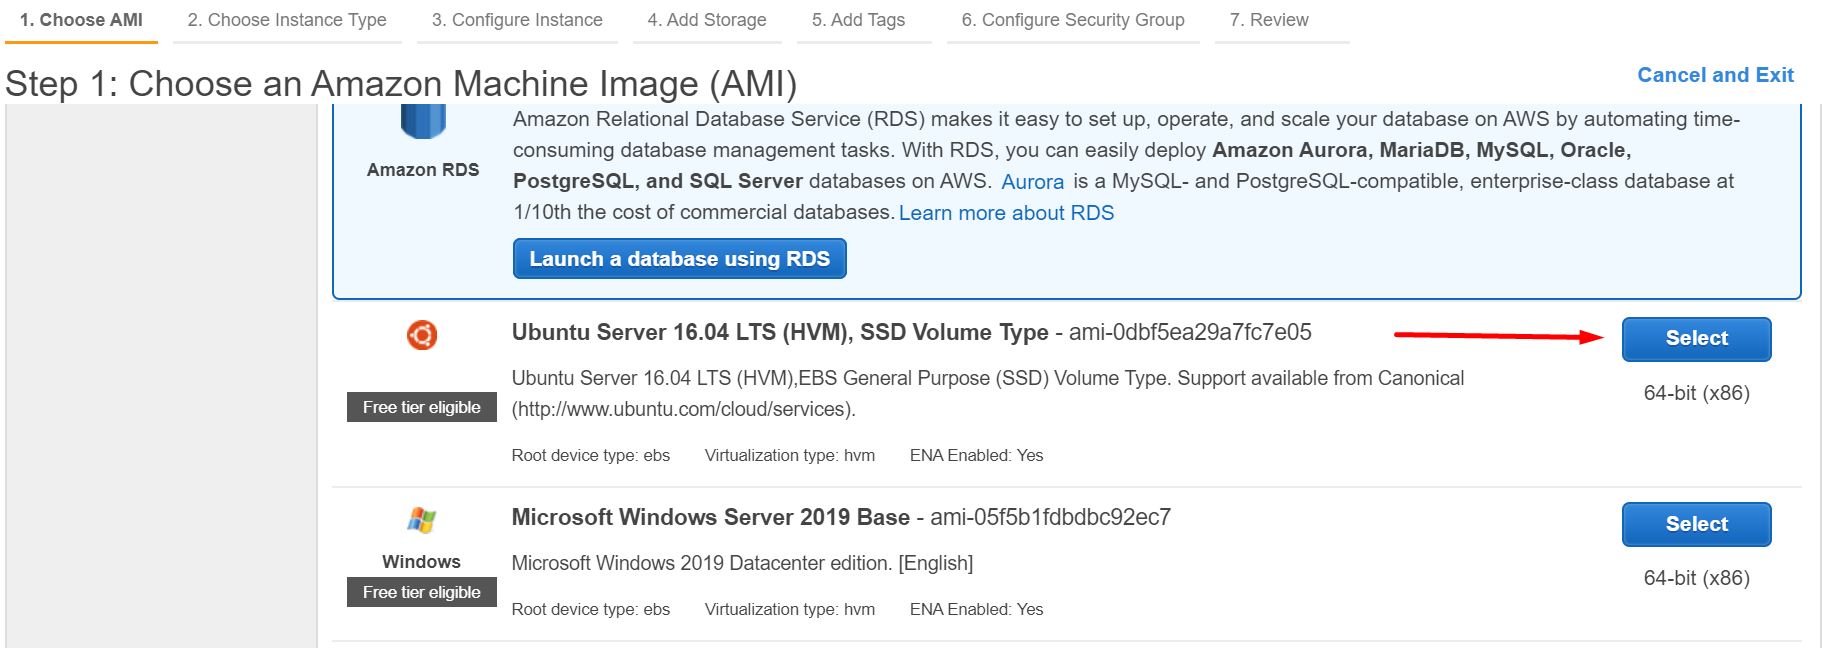 1. Choose AMI 2. Choose Instance Type 3. Configure Instance 4. Add Storage 5. Add Tags 6. Configure Security Group 7. Review
Step 1: Choose an Amazon Machine Image (AMI)
Cancel and Exit
Amazon RDS
Amazon Relational Database Service (RDS) makes it easy to set up, operate, and scale your database on AWS by automating time-
consuming database management tasks. With RDS, you can easily deploy Amazon Aurora, MariaDB, MySQL, Oracle,
PostgreSQL, and SQL Server databases on AWS. Aurora is a MySQL- and PostgreSQL-compatible, enterprise-class database at
1/10th the cost of commercial databases. Learn more about RDS
Launch a database using RDS
Ubuntu Server 16.04 LTS (HVM), SSD Volume Type - ami-0dbf5ea29a7fc7e05
Select
Free tier eligible
Ubuntu Server 16.04 LTS (HVM),EBS General Purpose (SSD) Volume Type. Support available from Canonical
(http://www.ubuntu.com/cloud/services).
64-bit (x86)
Root device type: ebs Virtualization type: hvm ENA Enabled: Yes
Microsoft Windows Server 2019 Base - ami-05f5b1fdbdbc92ec7
Select
Windows
Free tier eligible
Microsoft Windows 2019 Datacenter edition. [English]
64-bit (x86)
Root device type: ebs Virtualization type: hvm ENA Enabled: Yes